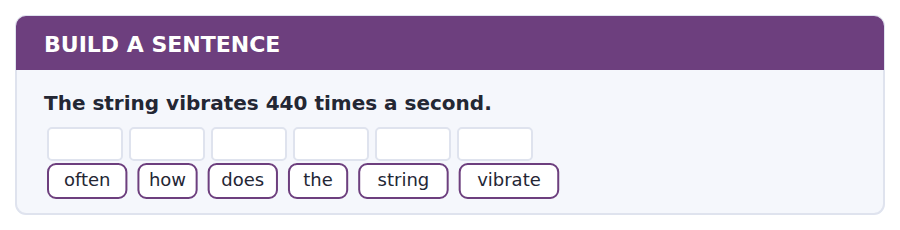 BUILD A SENTENCE
The string vibrates 440 times a second.
often how does the string vibrate